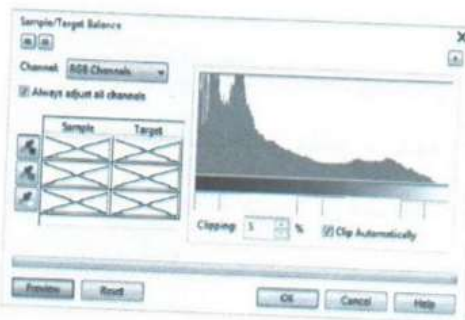 Sample/Target Balance
X
Channel: RGB Channels
Always adjust all channels
Sample Target
Clipping: 5 % Clip Automatically
Preview Reset OK Cancel Help